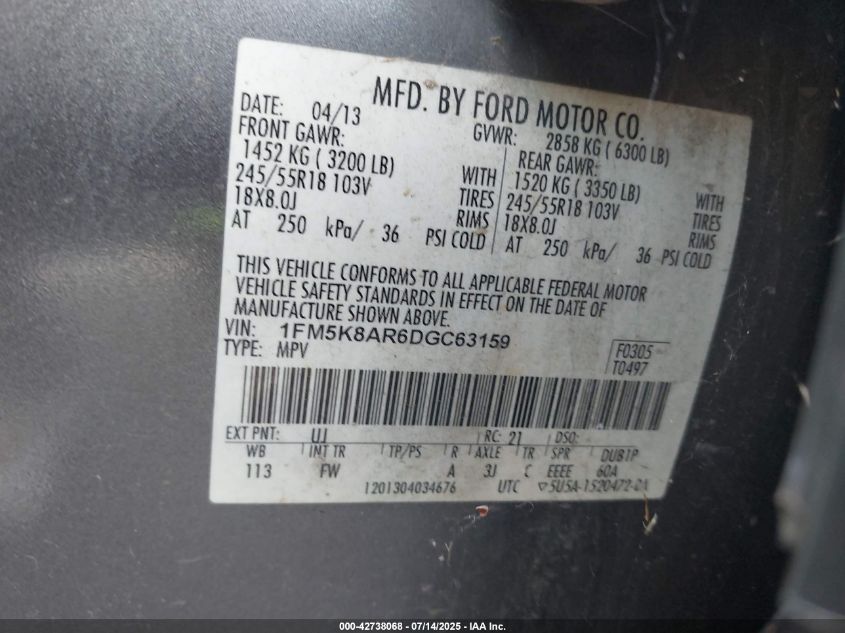 MFD. BY FORD MOTOR CO.
DATE: 04/13 GVWR: 2858 KG ( 6300 LB)
FRONT GAWR: REAR GAWR:
1452 KG ( 3200 LB) WITH 1520 KG ( 3350 LB) WITH
245/55R18 103V TIRES 245/55R18 103V TIRES
18X8.0J RIMS 18X8.0J RIMS
AT 250 kPa/ 36 PSI COLD AT 250 kPa/ 36 PSI COLD
THIS VEHICLE CONFORMS TO ALL APPLICABLE FEDERAL MOTOR
VEHICLE SAFETY STANDARDS IN EFFECT ON THE DATE OF
MANUFACTURE SHOWN ABOVE.
VIN: 1FM5K8AR6DGC63159
TYPE: MPV F0305
T0497
EXT PNT: UJ RC: 21 DSO:
WB INT TR TP/PS R AXLE TR SPR DUB1P
113 FW A 3J C EEEE 60A
1201304034676 UTC ▽5U5A-1520472-DA
000-42738068 - 07/14/2025 - IAA Inc.